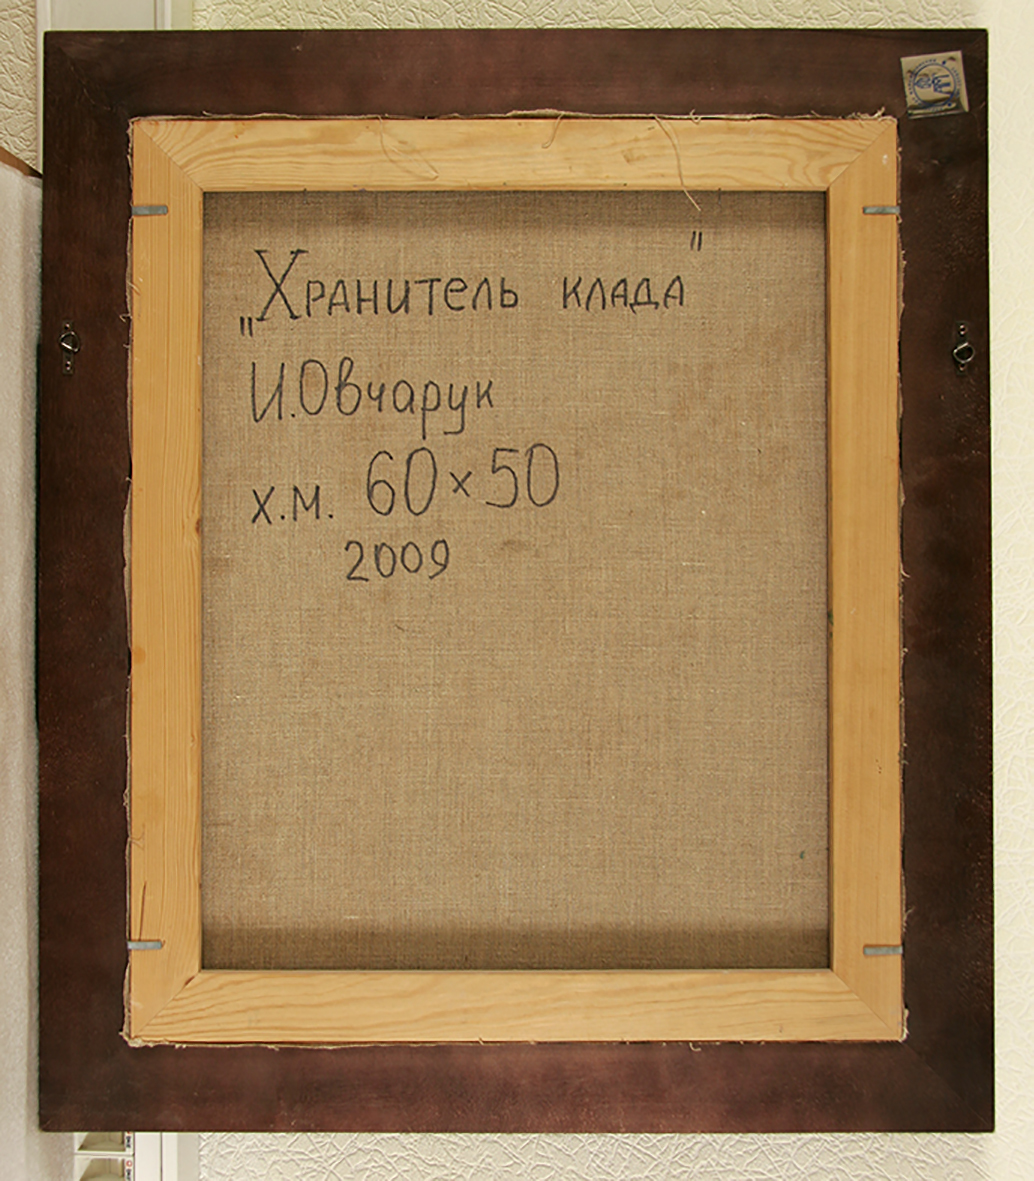 „Хранитель клада"
И.Овчарук
х.м. 60×50
2009